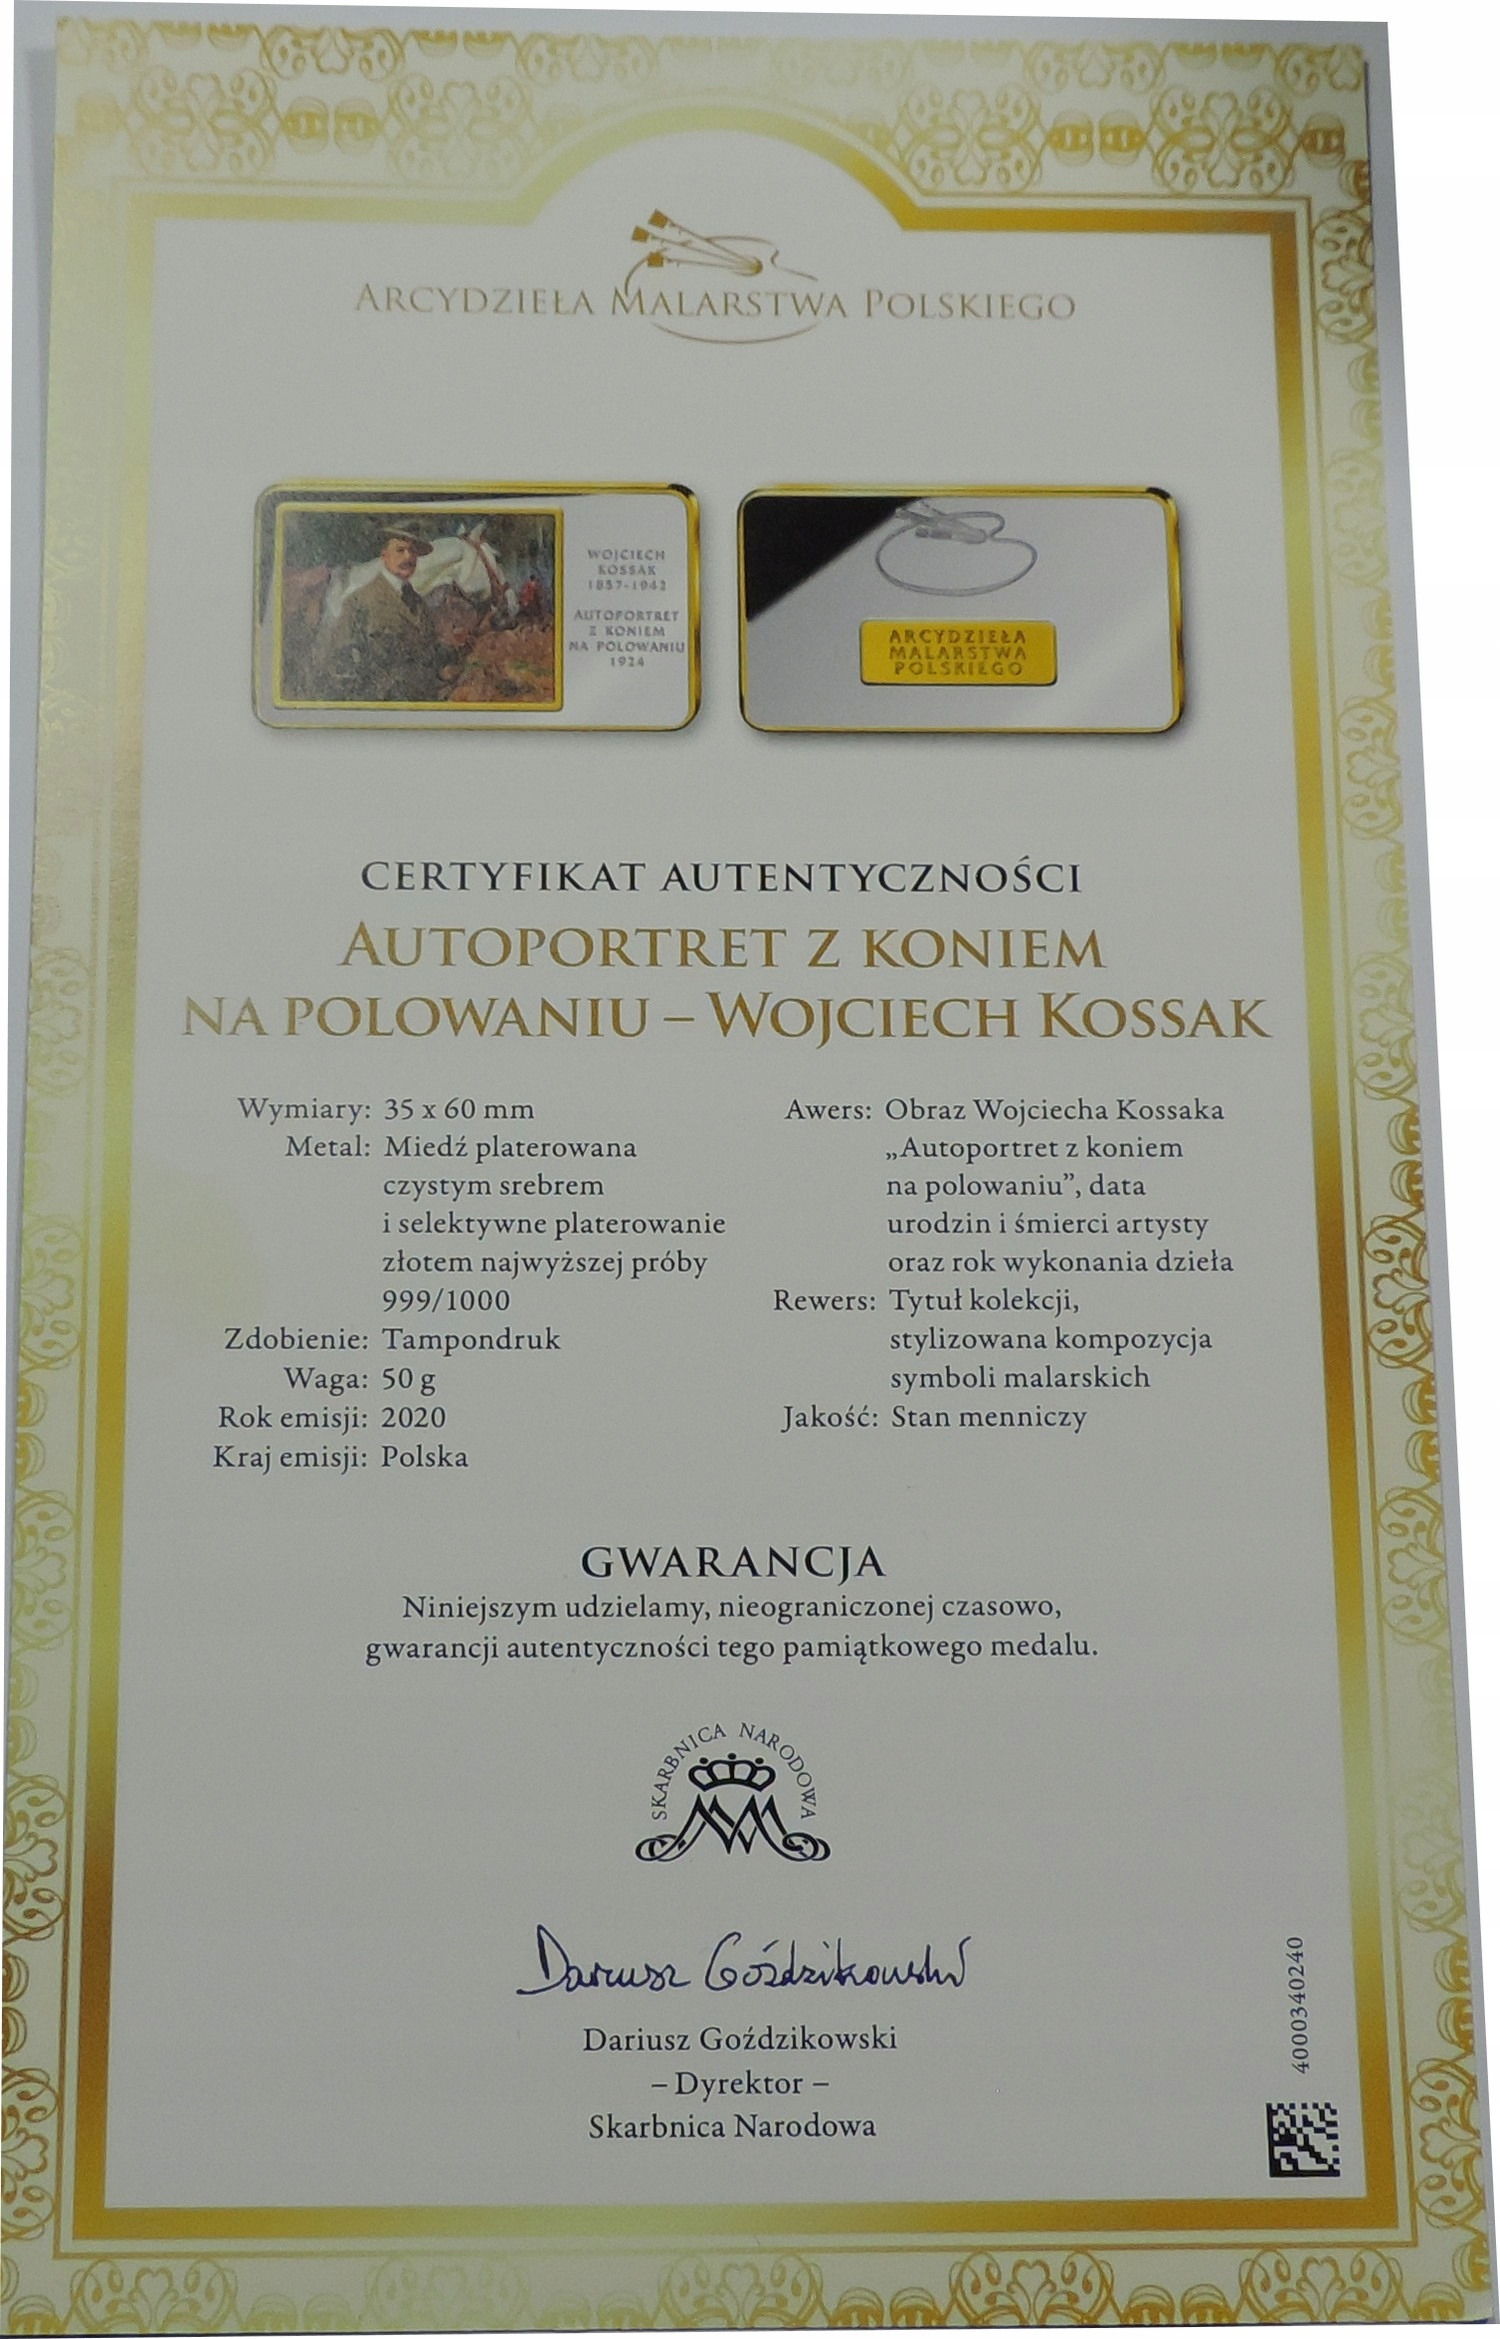 ARCYDZIEŁA MALARSTWA POLSKIEGO
WOJCIECH
KOSSAK
1857-1942
AUTOPORTRET
Z KONIEM
NA POLOWANIU
1924
ARCYDZIEŁA
MALARSTWA
POLSKIEGO
CERTYFIKAT AUTENTYCZNOŚCI
AUTOPORTRET Z KONIEM
NA POLOWANIU – WOJCIECH KOSSAK
Wymiary: 35 x 60 mm
Metal: Miedź platerowana
czystym srebrem
i selektywne platerowanie
złotem najwyższej próby
999/1000
Zdobienie: Tampondruk
Waga: 50 g
Rok emisji: 2020
Kraj emisji: Polska
Awers: Obraz Wojciecha Kossaka
„Autoportret z koniem
na polowaniu”, data
urodzin i śmierci artysty
oraz rok wykonania dzieła
Rewers: Tytuł kolekcji,
stylizowana kompozycja
symboli malarskich
Jakość: Stan menniczy
GWARANCJA
Niniejszym udzielamy, nieograniczonej czasowo,
gwarancji autentyczności tego pamiątkowego medalu.
SKARBNICA NARODOWA
Dariusz Goździkowski
Dariusz Goździkowski
– Dyrektor –
Skarbnica Narodowa
4000340240